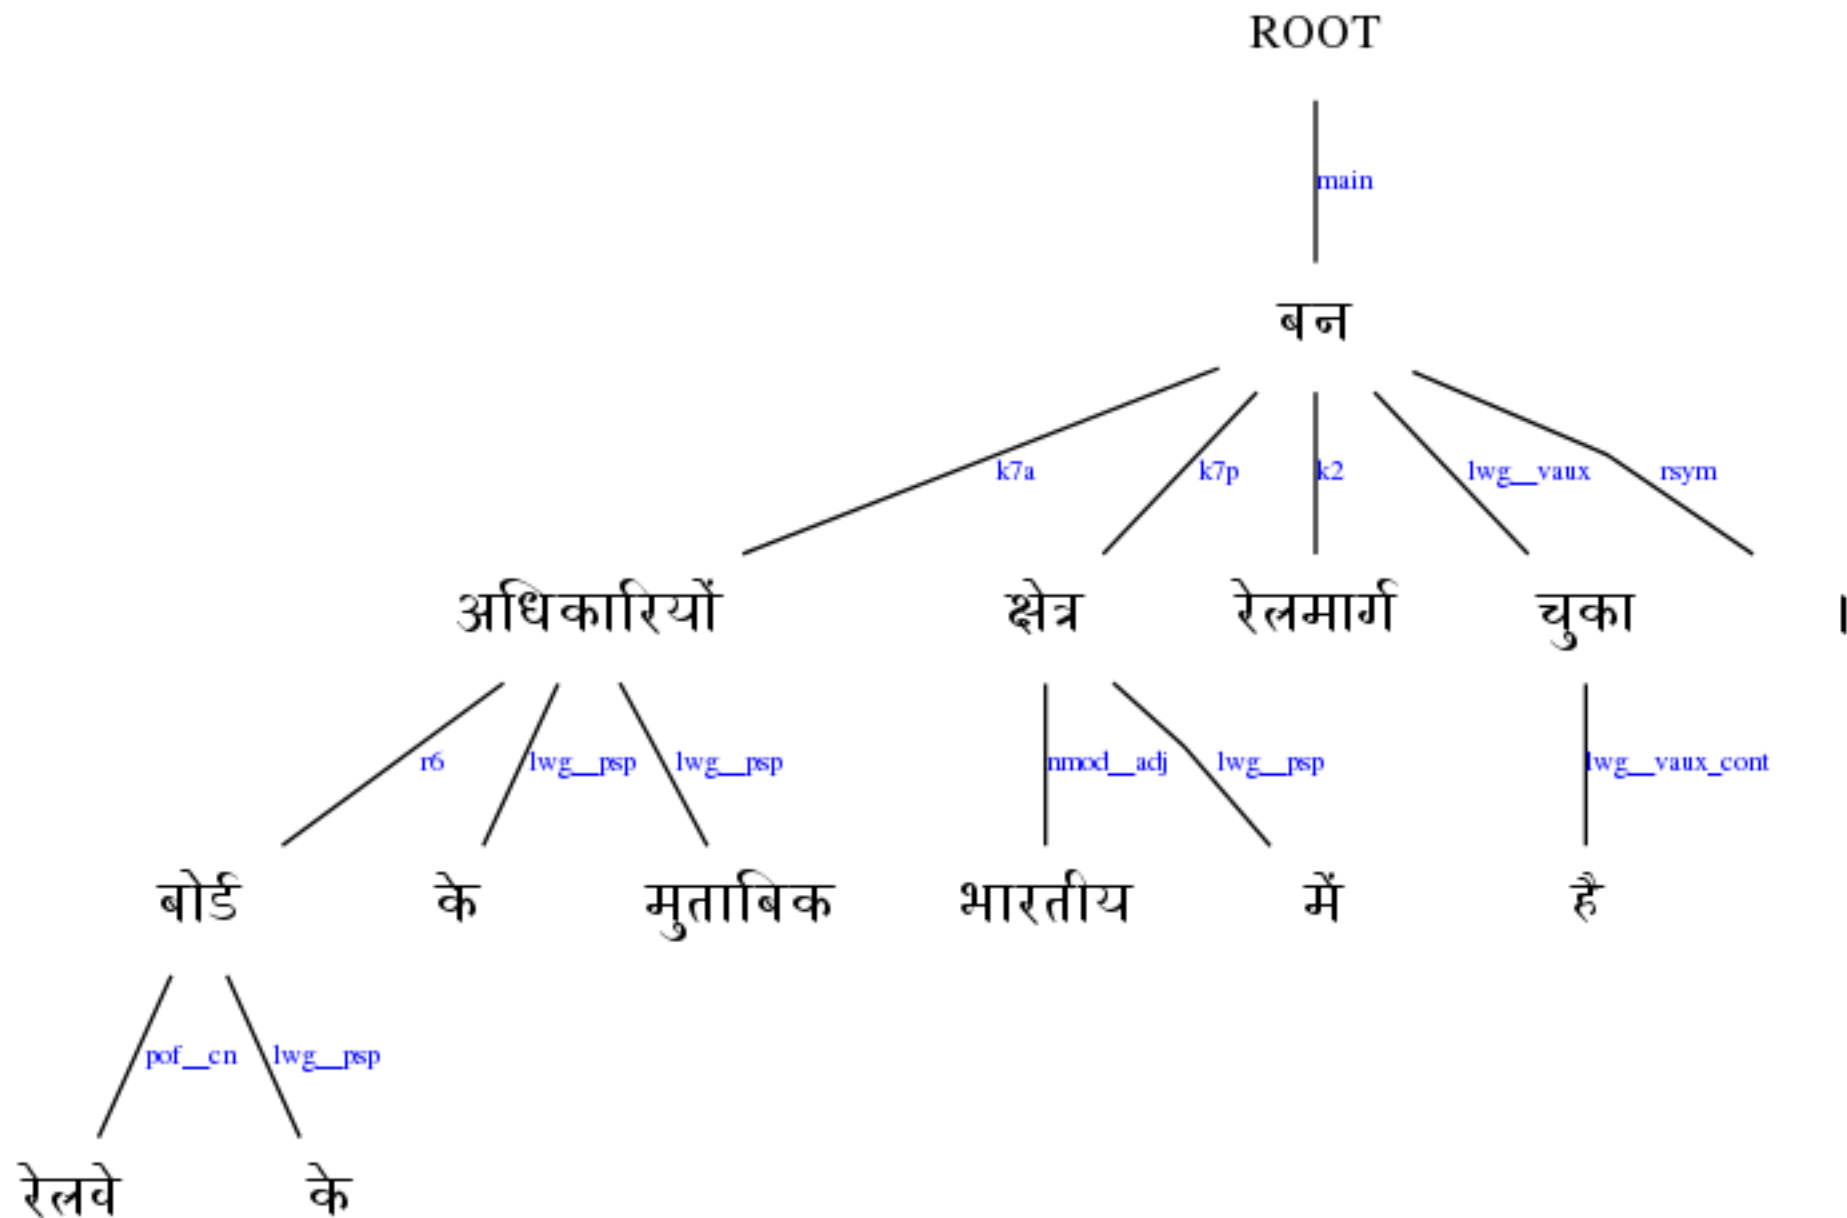 ROOT
main
बन
k7a k7p k2 lwg__vaux rsym
अधिकारियों क्षेत्र रेलमार्ग चुका ।
r6 lwg__psp lwg__psp nmod__adj lwg__psp lwg__vaux_cont
बोर्ड के मुताबिक भारतीय में है
pof__cn lwg__psp
रेलवे के